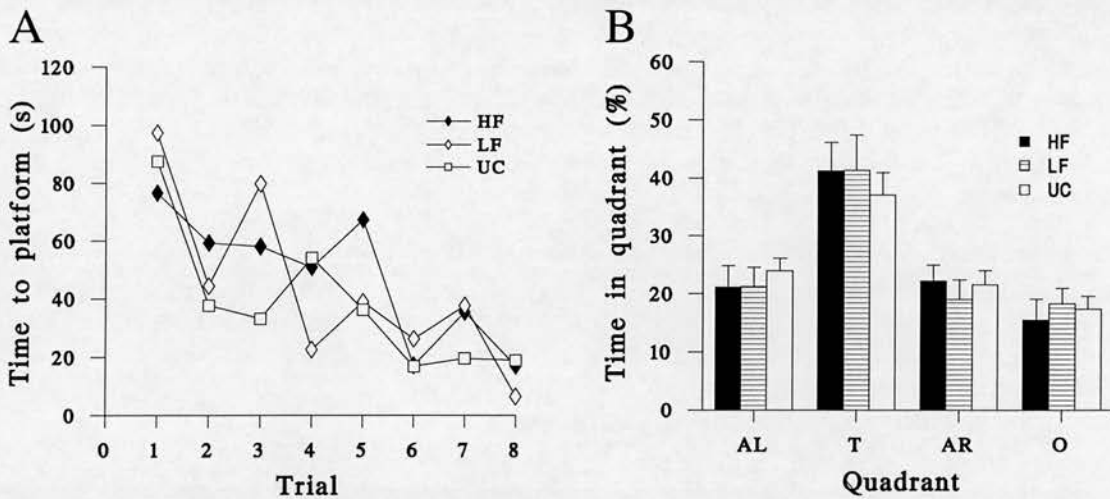 A
Time to platform (s)
120
100
80
60
40
20
0
HF
LF
UC
0 1 2 3 4 5 6 7 8
Trial
B
Time in quadrant (%)
60
50
40
30
20
10
0
HF
LF
UC
AL T AR O
Quadrant